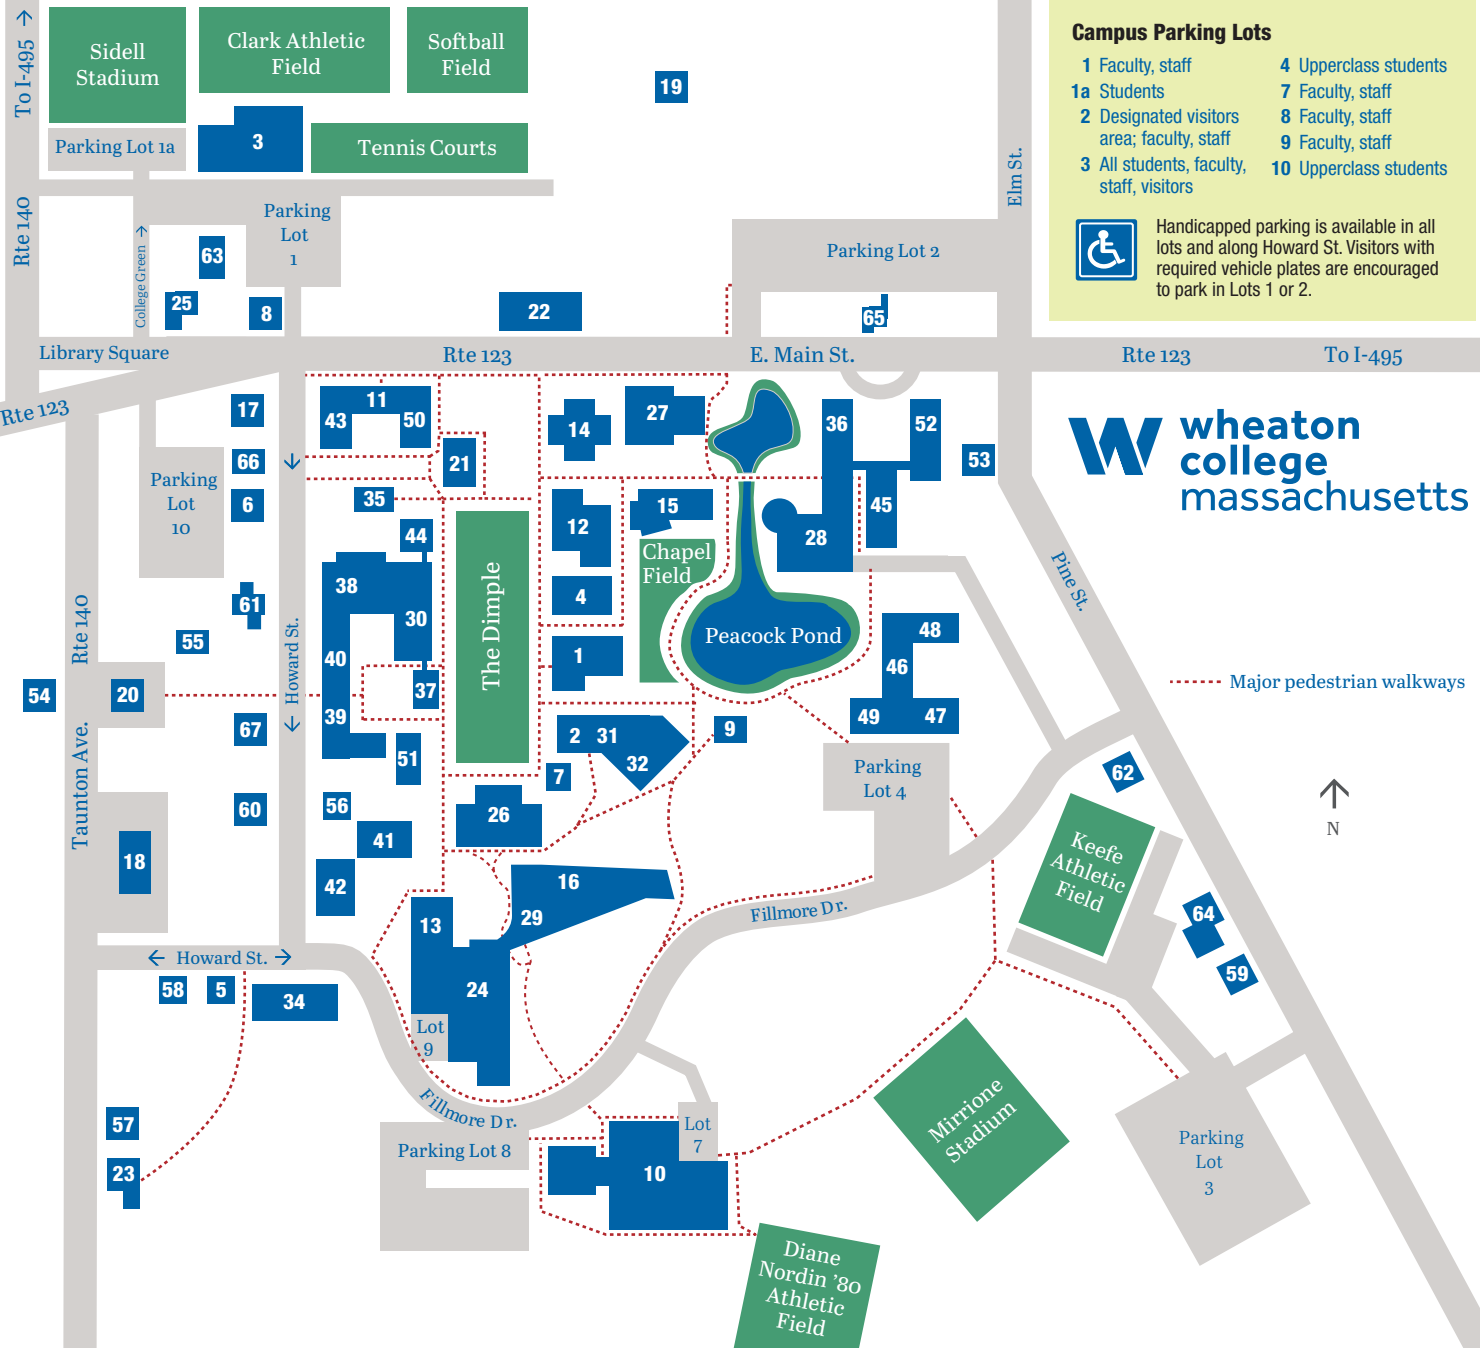 To I-495
Sidell
Stadium
Clark Athletic
Field
Softball
Field
19
Parking Lot 1a
3
Tennis Courts
Rte 140
Parking
Lot
1
College Green
63
25
8
22
Elm St.
Parking Lot 2
65
Campus Parking Lots
1 Faculty, staff
1a Students
2 Designated visitors
area; faculty, staff
3 All students, faculty,
staff, visitors
4 Upperclass students
7 Faculty, staff
8 Faculty, staff
9 Faculty, staff
10 Upperclass students
Handicapped parking is available in all
lots and along Howard St. Visitors with
required vehicle plates are encouraged
to park in Lots 1 or 2.
Library Square
Rte 123
E. Main St.
Rte 123
To I-495
Rte 123
17
11
43
50
14
27
36
52
53
66
21
wheaton
college
massachusetts
Parking
Lot
10
6
35
44
12
15
45
28
Chapel
Field
Pine St.
38
30
4
61
55
The Dimple
Peacock Pond
48
46
Rte 140
Howard St.
40
1
37
54
20
39
49
47
Major pedestrian walkways
67
51
2
31
32
9
7
Parking
Lot 4
62
Taunton Ave.
60
56
26
41
18
42
16
29
13
N
Keefe
Athletic
Field
Fillmore Dr.
64
59
Howard St.
58
5
34
24
Lot
9
Fillmore Dr.
Mirrione
Stadium
57
23
Parking Lot 8
Lot
7
10
Parking
Lot
3
Diane
Nordin ’80
Athletic
Field